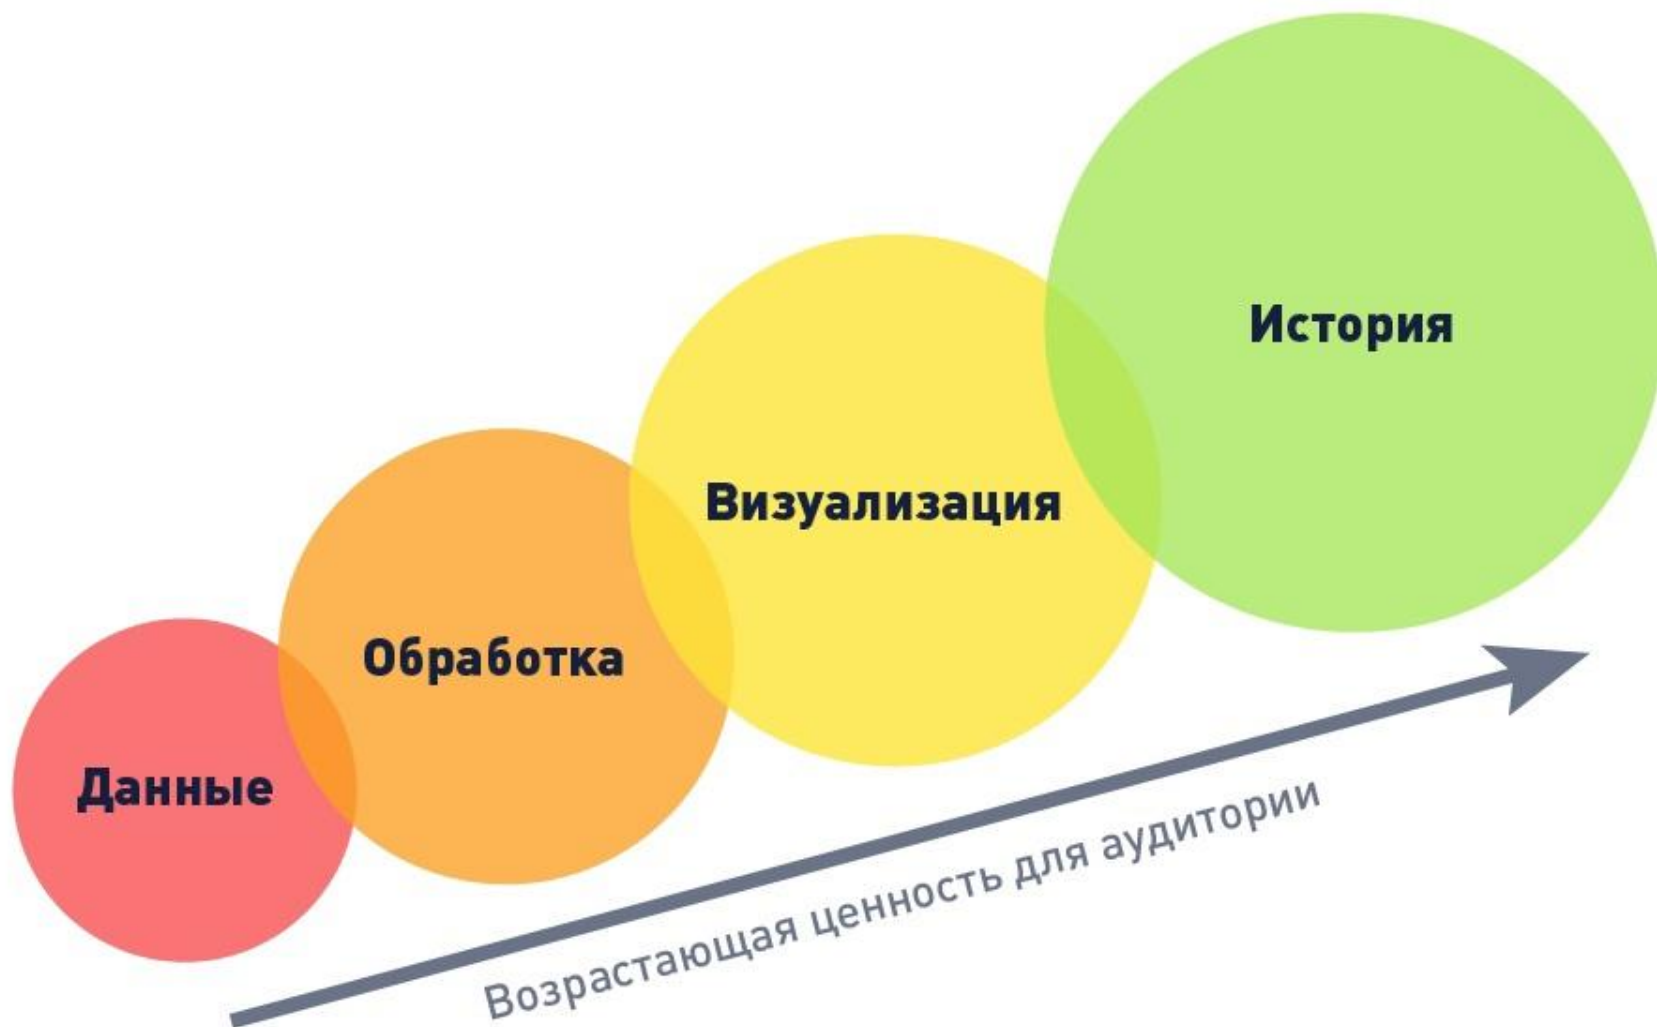 История
Визуализация
Обработка
Данные
Возрастающая ценность для аудитории